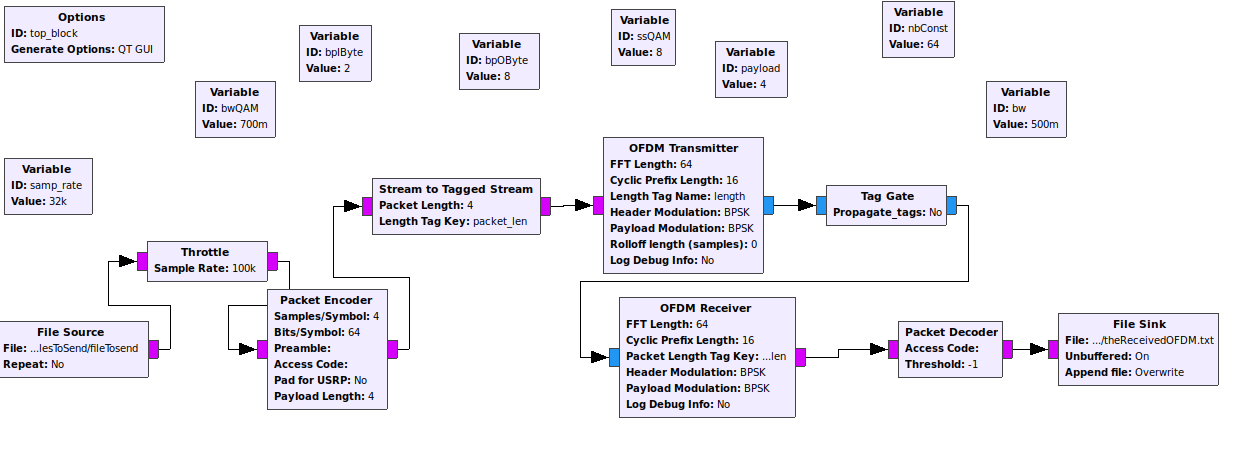 Options
ID: top_block
Generate Options: QT GUI
Variable
ID: bpIByte
Value: 2
Variable
ID: bpOByte
Value: 8
Variable
ID: ssQAM
Value: 8
Variable
ID: payload
Value: 4
Variable
ID: nbConst
Value: 64
Variable
ID: bwQAM
Value: 700m
Variable
ID: bw
Value: 500m
Variable
ID: samp_rate
Value: 32k
Stream to Tagged Stream
Packet Length: 4
Length Tag Key: packet_len
OFDM Transmitter
FFT Length: 64
Cyclic Prefix Length: 16
Length Tag Name: length
Header Modulation: BPSK
Payload Modulation: BPSK
Rolloff length (samples): 0
Log Debug Info: No
Tag Gate
Propagate_tags: No
Throttle
Sample Rate: 100k
File Source
File: ...lesToSend/fileTosend
Repeat: No
Packet Encoder
Samples/Symbol: 4
Bits/Symbol: 64
Preamble:
Access Code:
Pad for USRP: No
Payload Length: 4
OFDM Receiver
FFT Length: 64
Cyclic Prefix Length: 16
Packet Length Tag Key: ...len
Header Modulation: BPSK
Payload Modulation: BPSK
Log Debug Info: No
Packet Decoder
Access Code:
Threshold: -1
File Sink
File: .../theReceivedOFDM.txt
Unbuffered: On
Append file: Overwrite